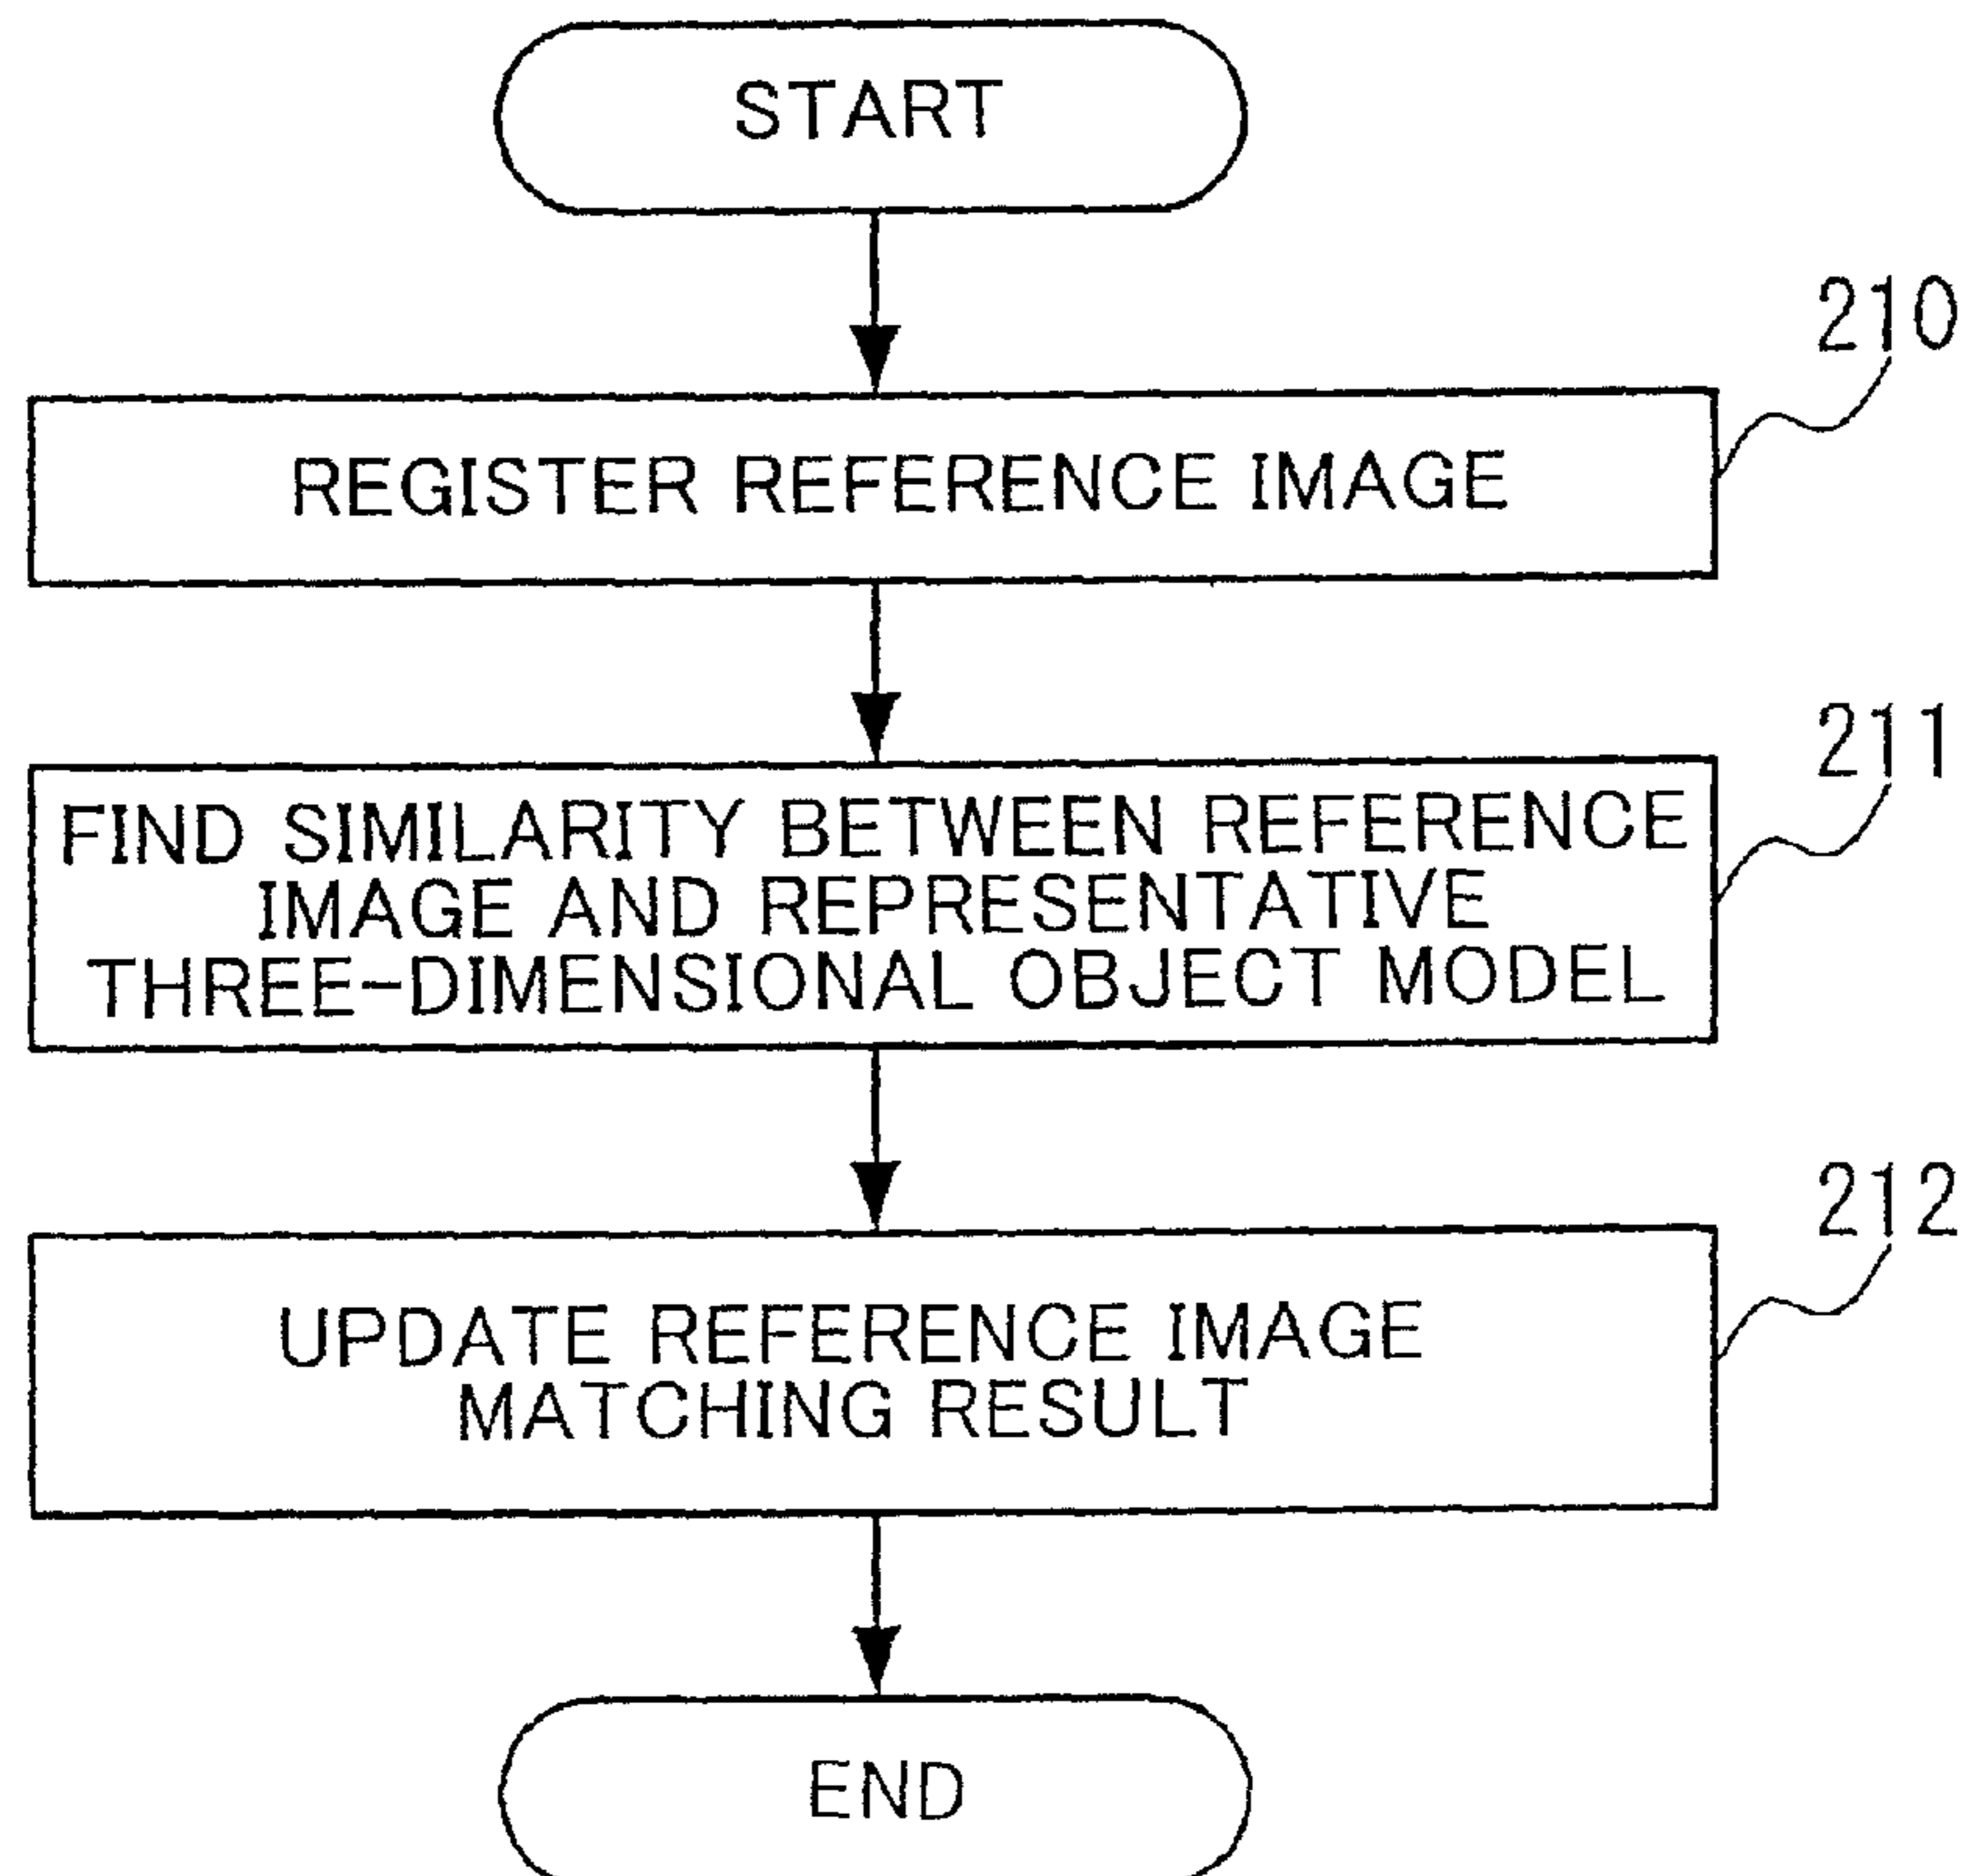 START
210
REGISTER REFERENCE IMAGE
211
FIND SIMILARITY BETWEEN REFERENCE
IMAGE AND REPRESENTATIVE
THREE-DIMENSIONAL OBJECT MODEL
212
UPDATE REFERENCE IMAGE
MATCHING RESULT
END